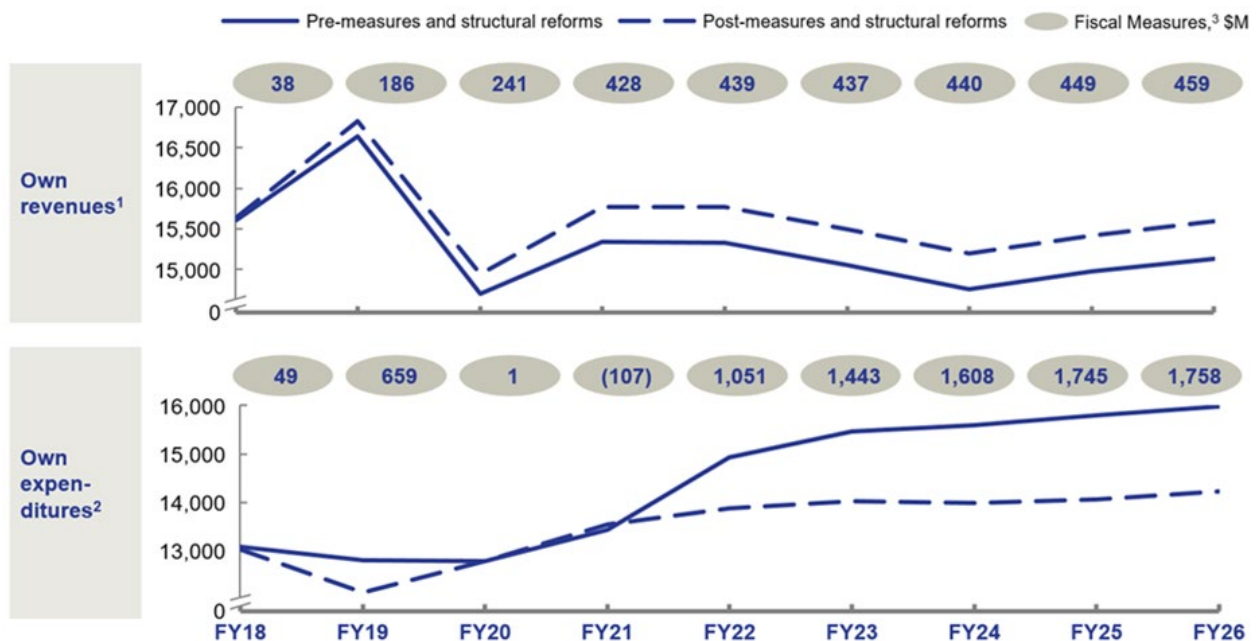 Pre-measures and structural reforms Post-measures and structural reforms Fiscal Measures,³ $M
38 186 241 428 439 437 440 449 459
Own
revenues¹
17,000
16,500
16,000
15,500
15,000
0
49 659 1 (107) 1,051 1,443 1,608 1,745 1,758
Own
expen-
ditures²
16,000
15,000
14,000
13,000
0
FY18 FY19 FY20 FY21 FY22 FY23 FY24 FY25 FY26